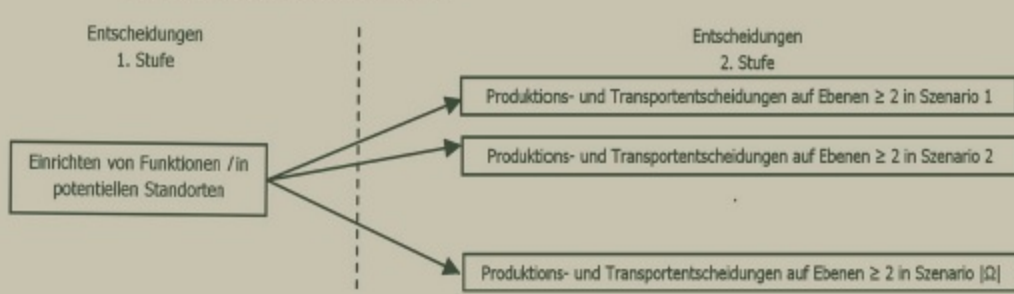 Entscheidungen
1. Stufe
Entscheidungen
2. Stufe
Produktions- und Transportentscheidungen auf Ebenen ≥ 2 in Szenario 1
Einrichten von Funktionen / in
potentiellen Standorten
Produktions- und Transportentscheidungen auf Ebenen ≥ 2 in Szenario 2
.
Produktions- und Transportentscheidungen auf Ebenen ≥ 2 in Szenario |Ω|